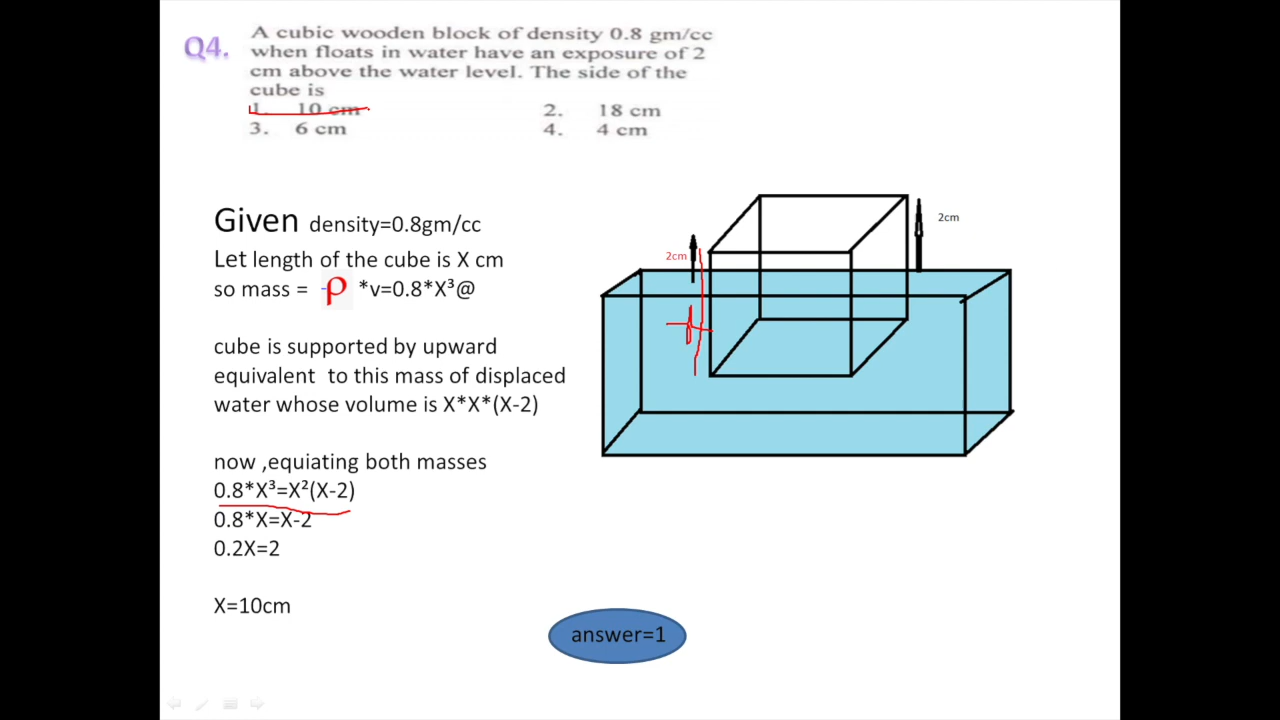 Q4. A cubic wooden block of density 0.8 gm/cc
when floats in water have an exposure of 2
cm above the water level. The side of the
cube is
1. 10 cm 2. 18 cm
3. 6 cm 4. 4 cm
Given density=0.8gm/cc
Let length of the cube is X cm
so mass = ρ *v=0.8*X³@
cube is supported by upward
equivalent to this mass of displaced
water whose volume is X*X*(X-2)
now ,equiating both masses
0.8*X³=X²(X-2)
0.8*X=X-2
0.2X=2
X=10cm
2cm
2cm
answer=1